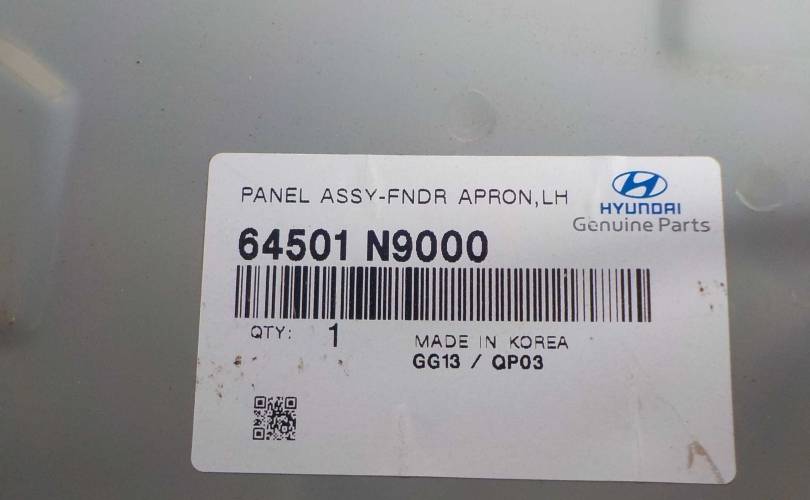 PANEL ASSY-FNDR APRON,LH
HYUNDAI
Genuine Parts
64501 N9000
QTY: 1
MADE IN KOREA
GG13 / QP03